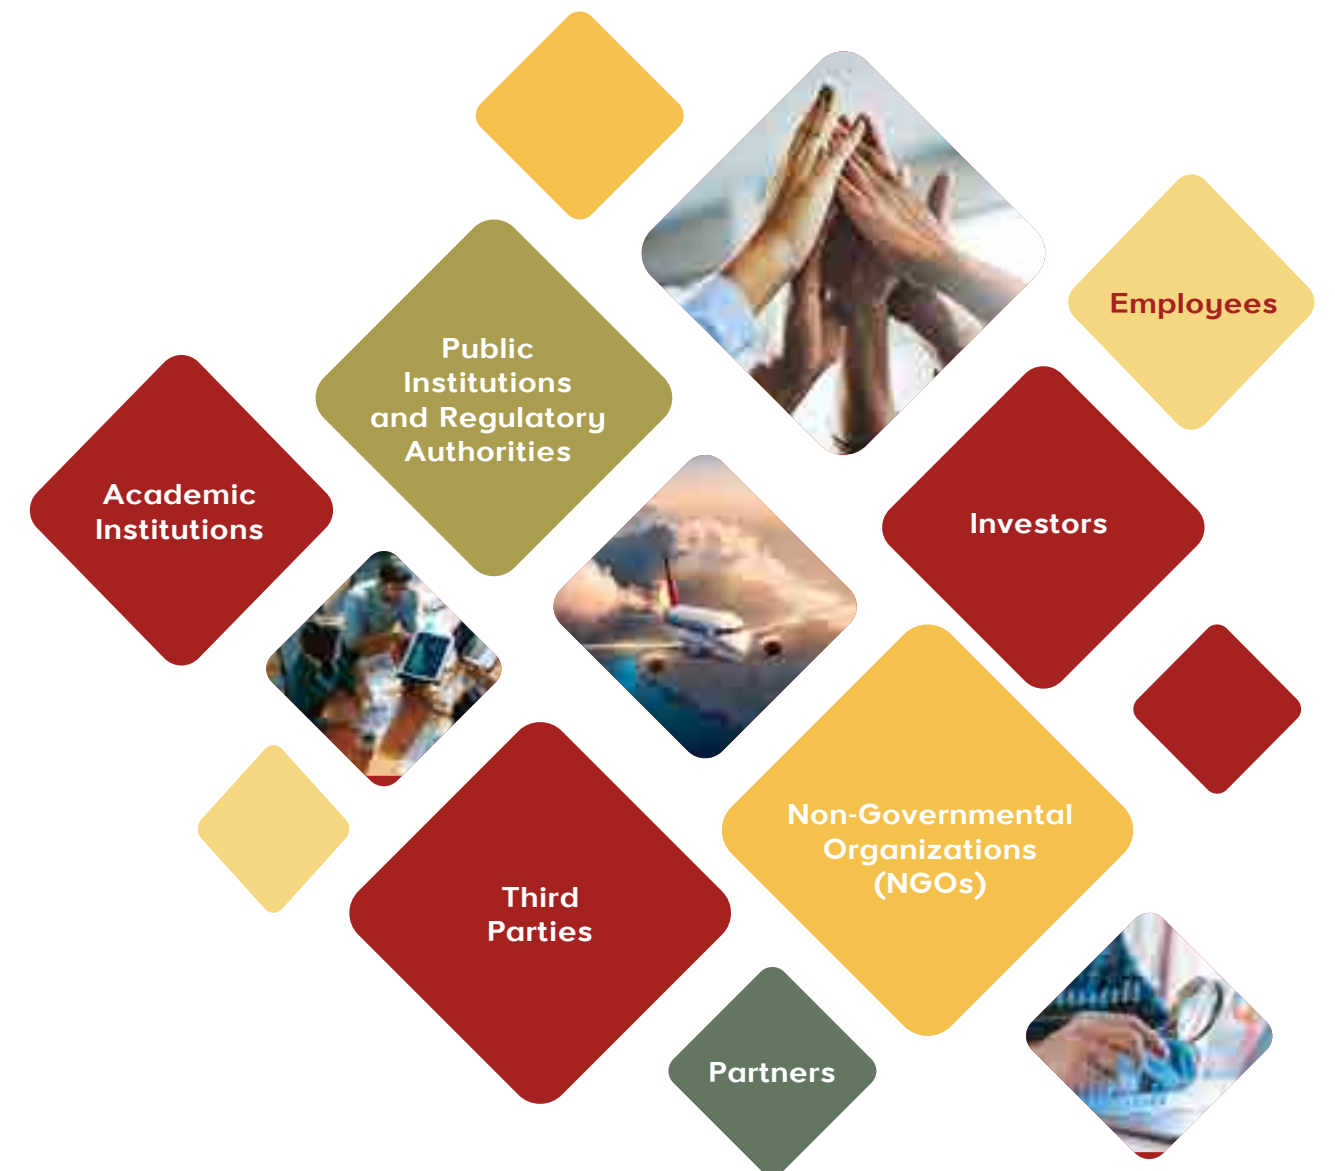 Employees
Public
Institutions
and Regulatory
Authorities
Academic
Institutions
Investors
Non-Governmental
Organizations
(NGOs)
Third
Parties
Partners